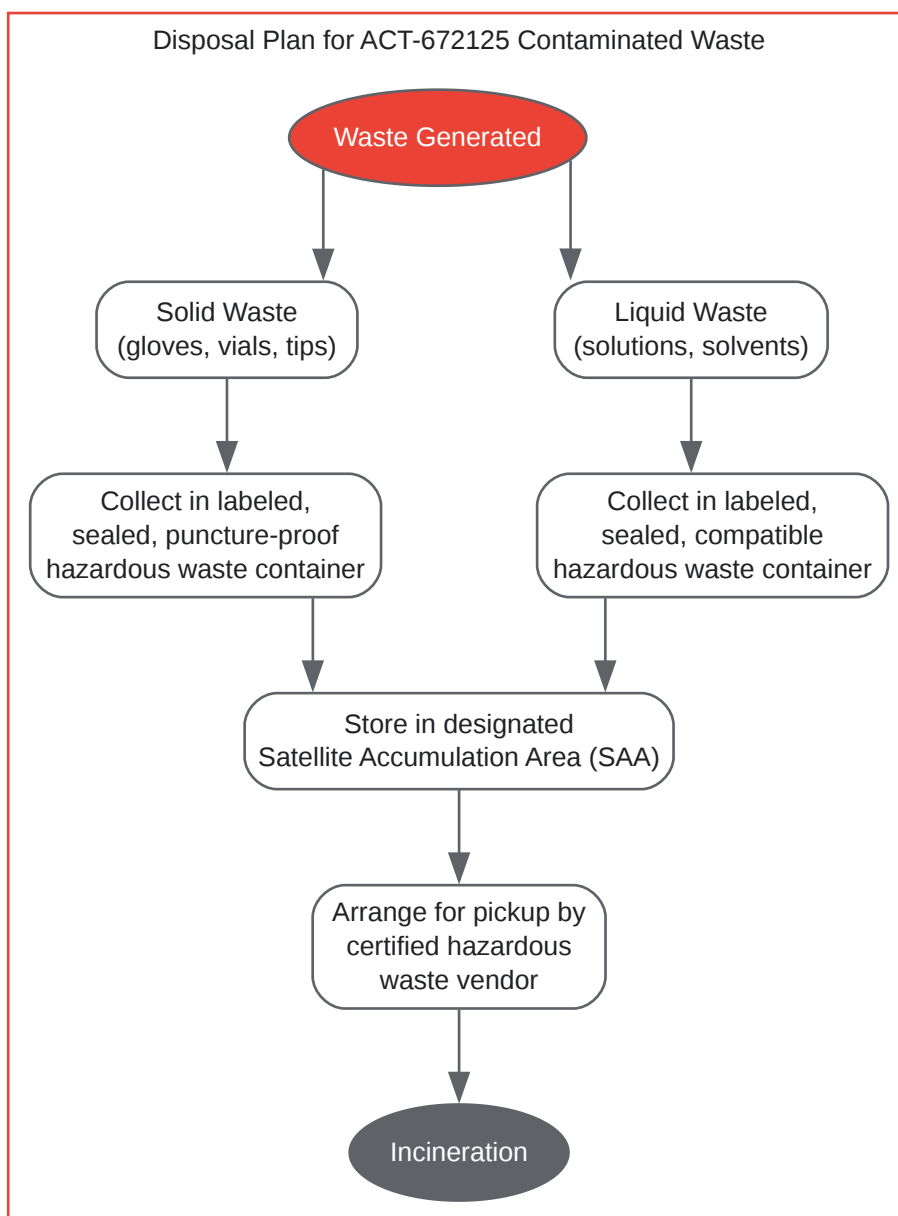 Disposal Plan for ACT-672125 Contaminated Waste
Waste Generated
Solid Waste
(gloves, vials, tips)
Liquid Waste
(solutions, solvents)
Collect in labeled,
sealed, puncture-proof
hazardous waste container
Collect in labeled,
sealed, compatible
hazardous waste container
Store in designated
Satellite Accumulation Area (SAA)
Arrange for pickup by
certified hazardous
waste vendor
Incineration